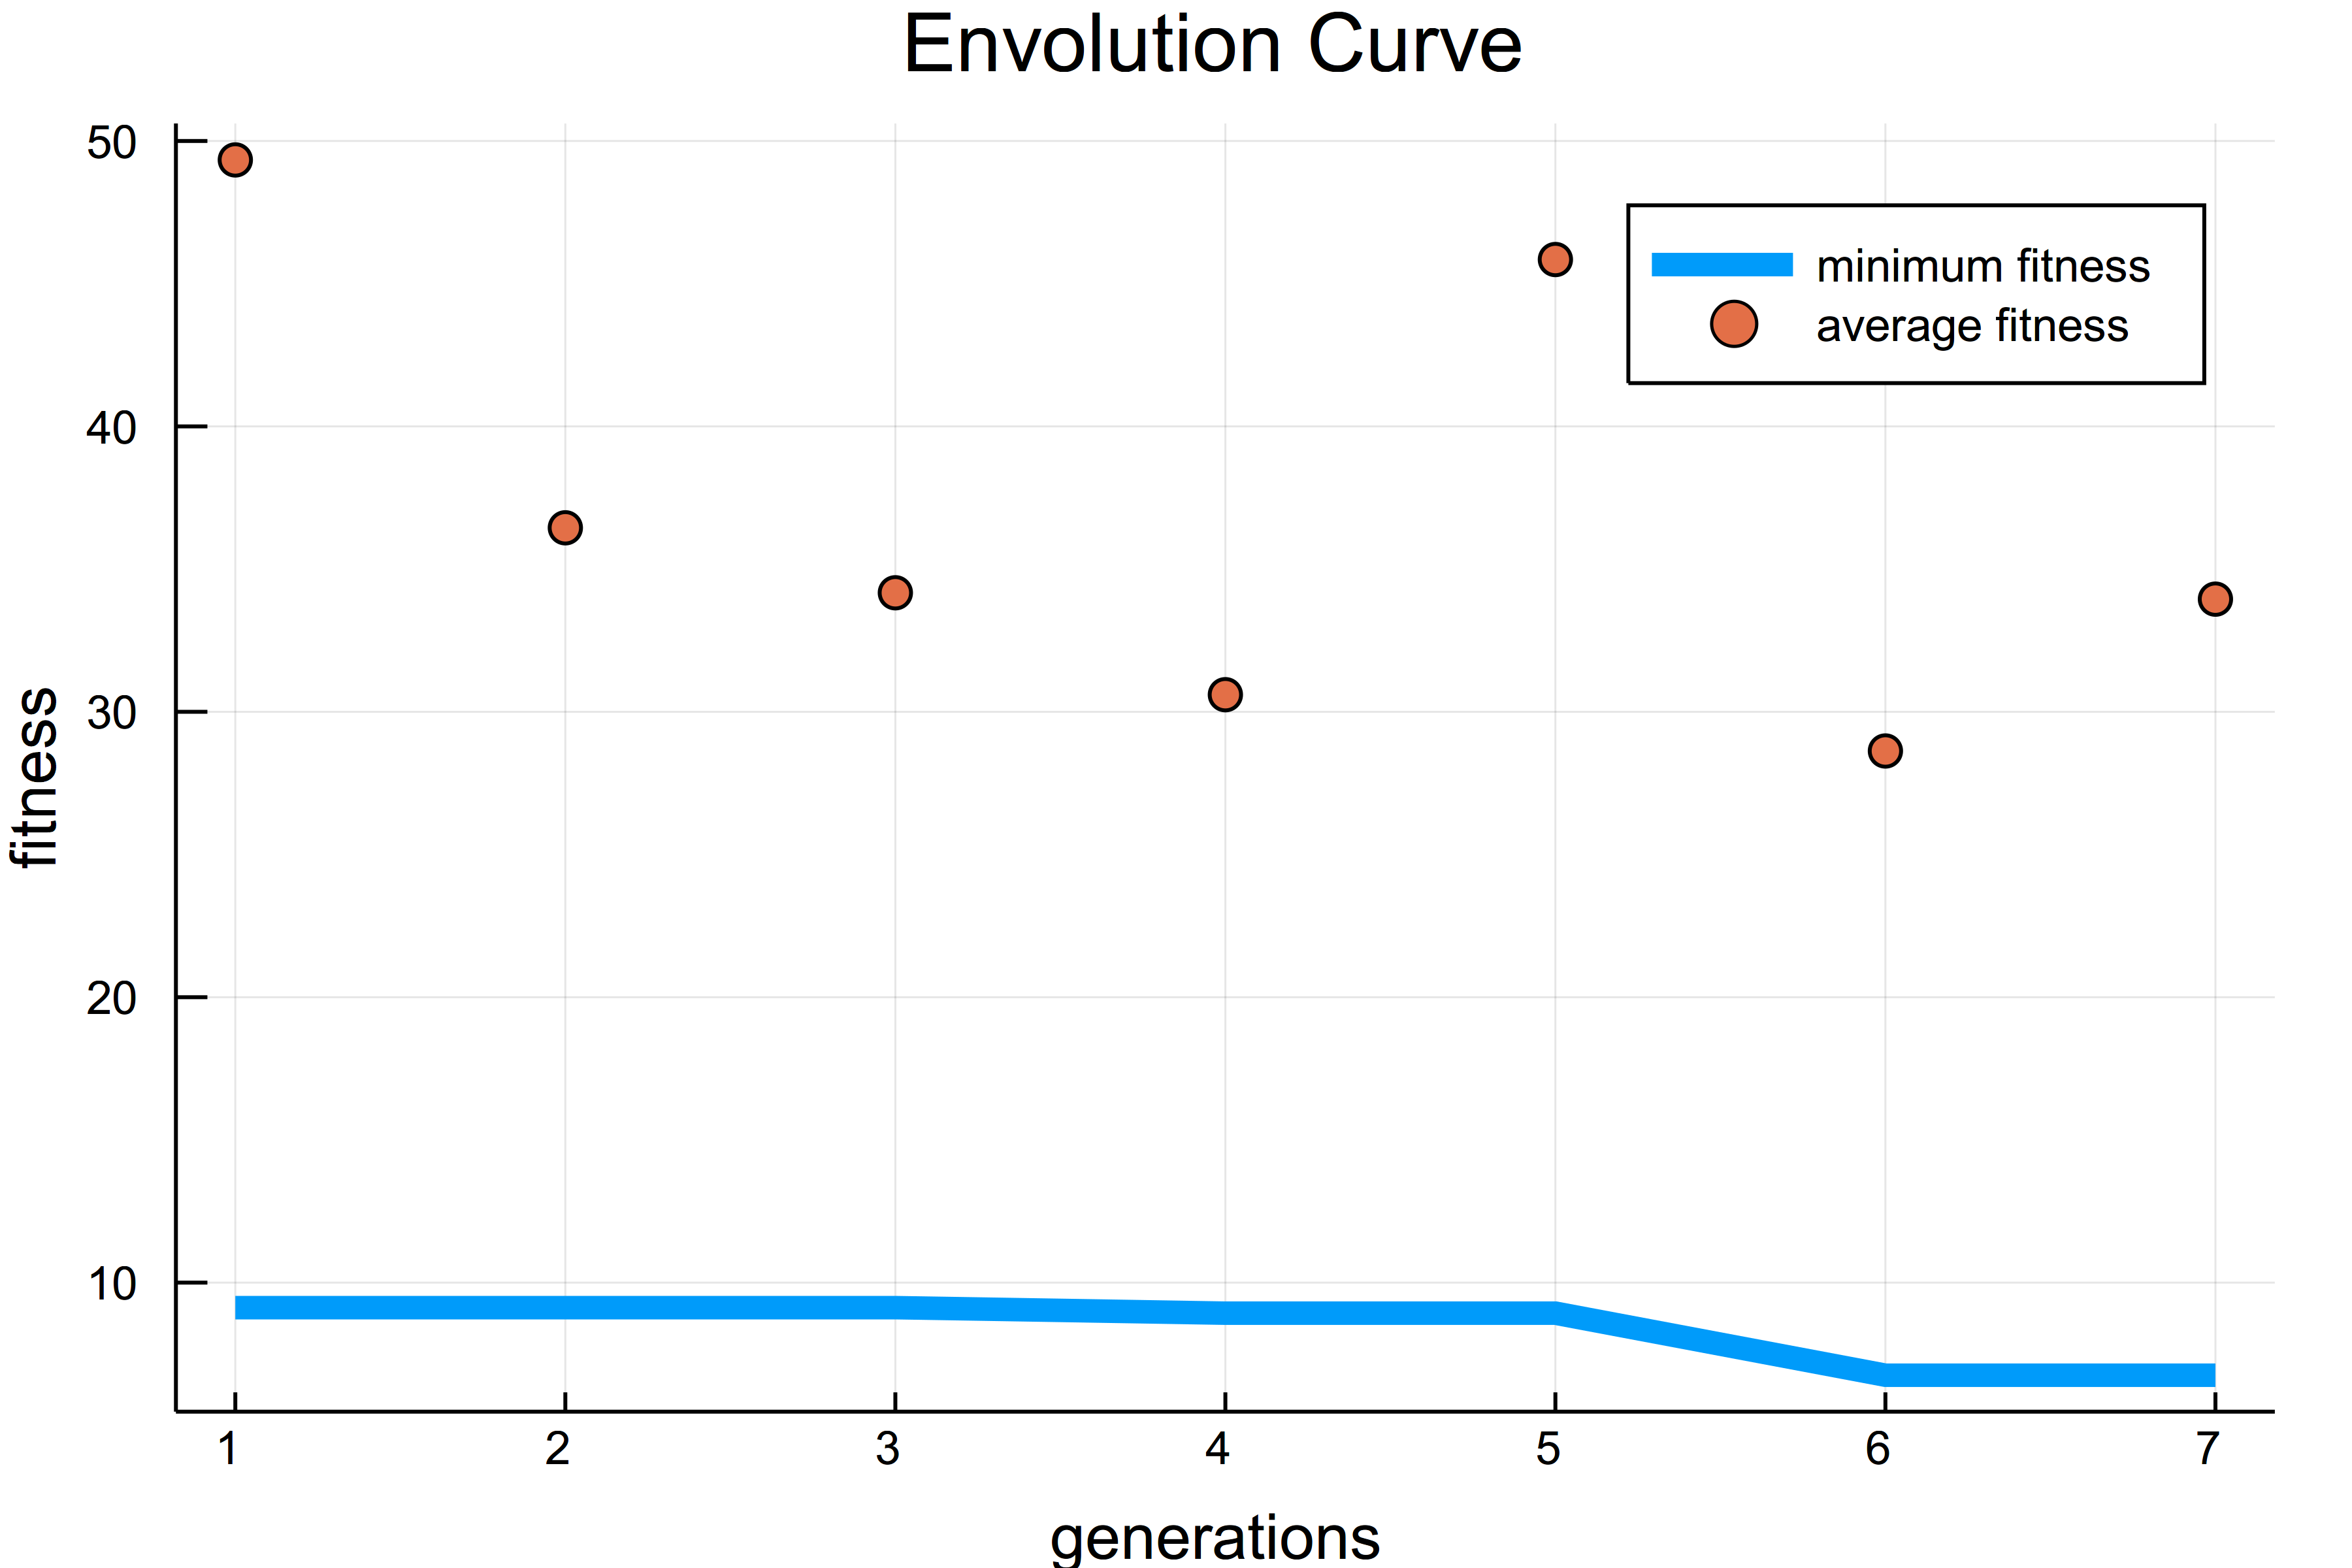 Envolution Curve
50
40
30
20
10
fitness
minimum fitness
average fitness
1 2 3 4 5 6 7
generations